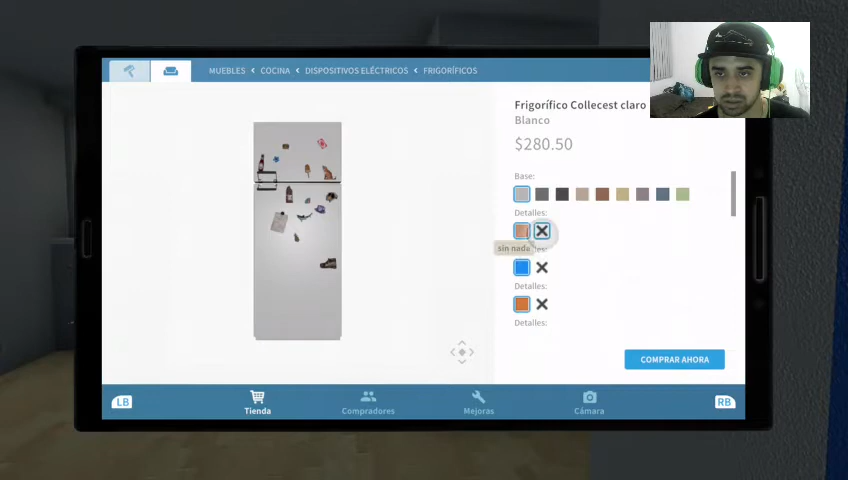 MUEBLES < COCINA < DISPOSITIVOS ELÉCTRICOS < FRIGORÍFICOS
Frigorífico Collecest claro
Blanco
$280.50
Base:
Detalles:
sin nada
Detalles:
Detalles:
COMPRAR AHORA
LB
Tienda
Compradores
Mejoras
Cámara
RB